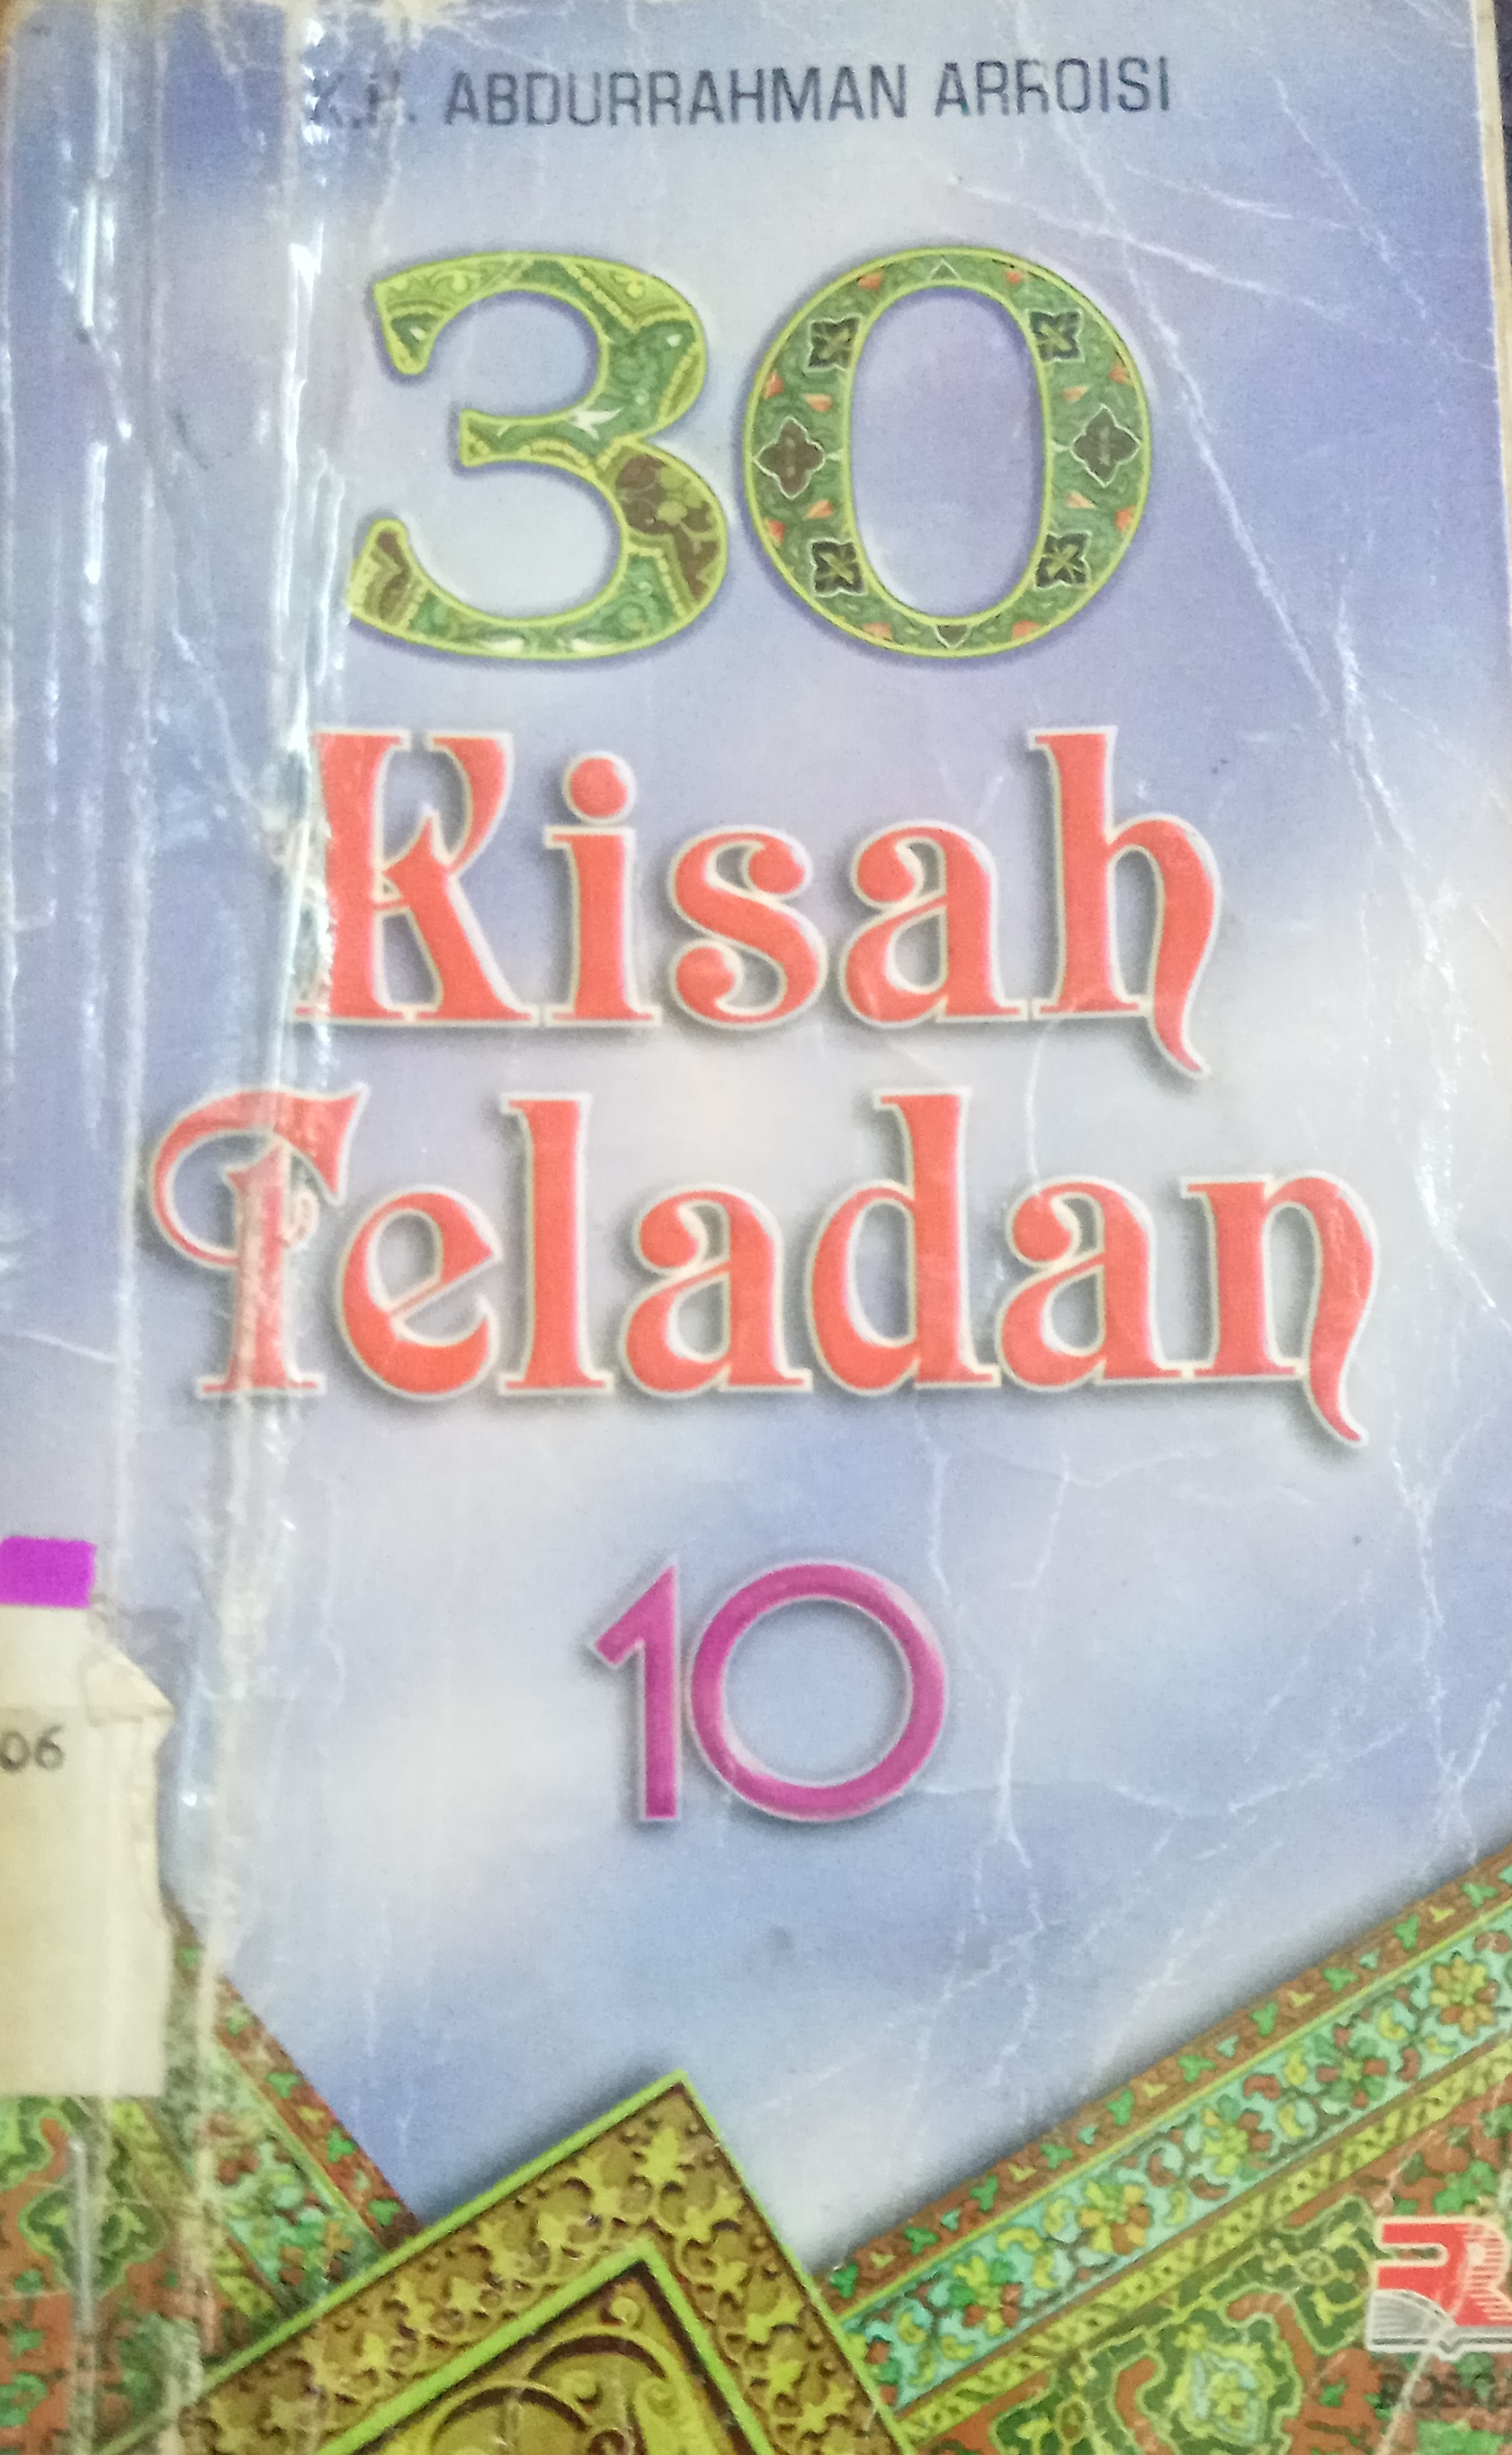 K.H. ABDURRAHMAN ARROISI
30
Kisah
Teladan
10
06